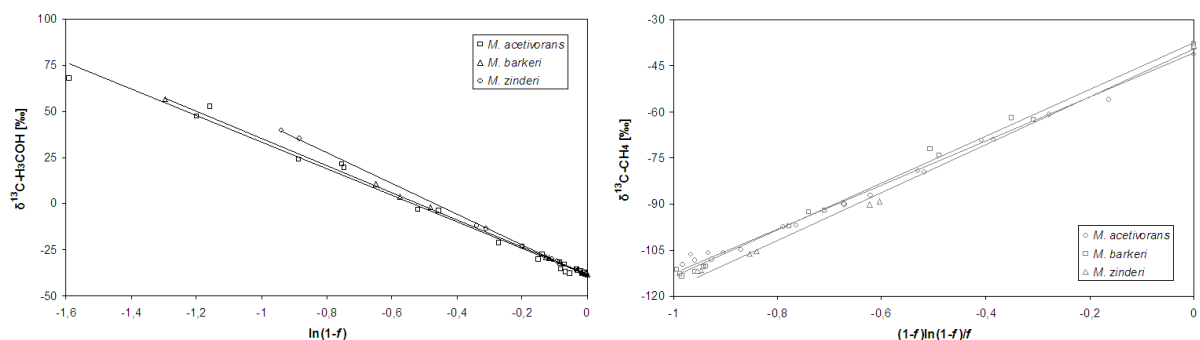 100
75
50
25
0
-25
-50
δ¹³C-H₃COH [‰]
M. acetivorans
M. barkeri
M. zinderi
-1,6 -1,4 -1,2 -1 -0,8 -0,6 -0,4 -0,2 0
ln(1-f)
-30
-45
-60
-75
-90
-105
-120
δ¹³C-CH₄ [‰]
M. acetivorans
M. barkeri
M. zinderi
-1 -0,8 -0,6 -0,4 -0,2 0
(1-f)ln(1-f)/f